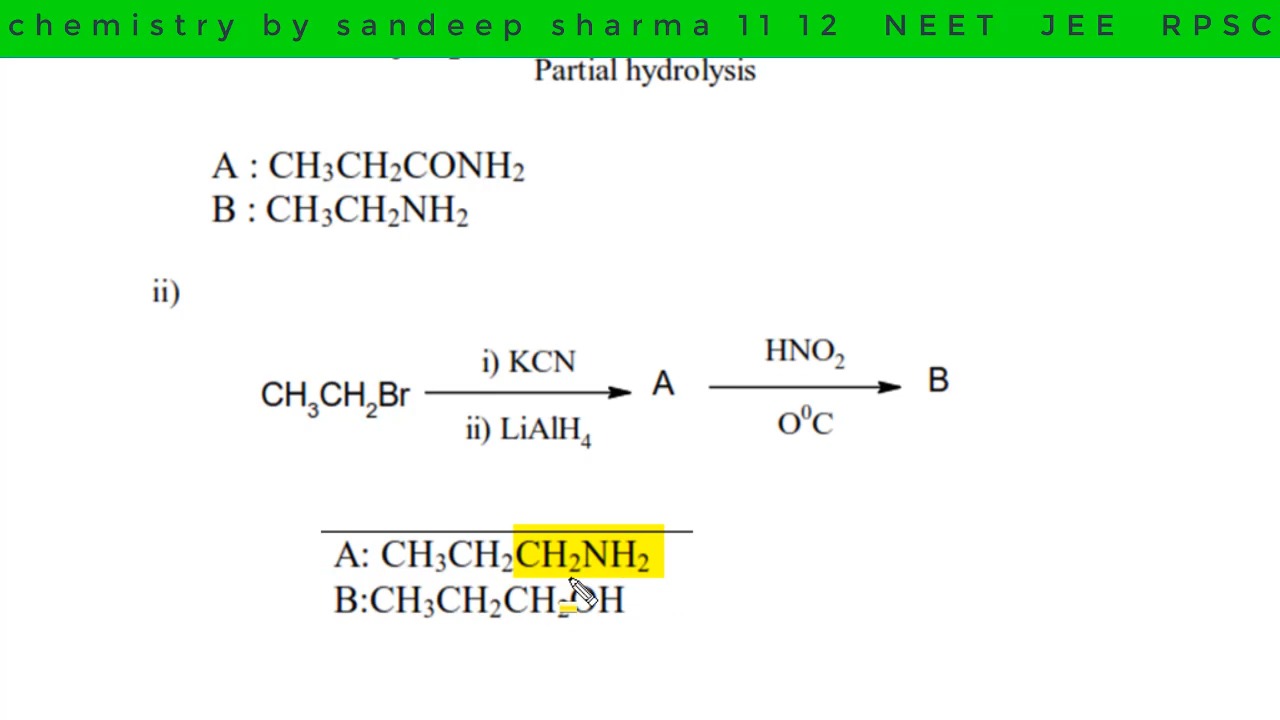 chemistry by sandeep sharma 11 12 NEET JEE RPSC
Partial hydrolysis
A : CH₃CH₂CONH₂
B : CH₃CH₂NH₂
ii)
i) KCN
HNO₂
CH₃CH₂Br
A
B
ii) LiAlH₄
O⁰C
A: CH₃CH₂CH₂NH₂
B:CH₃CH₂CH₂OH